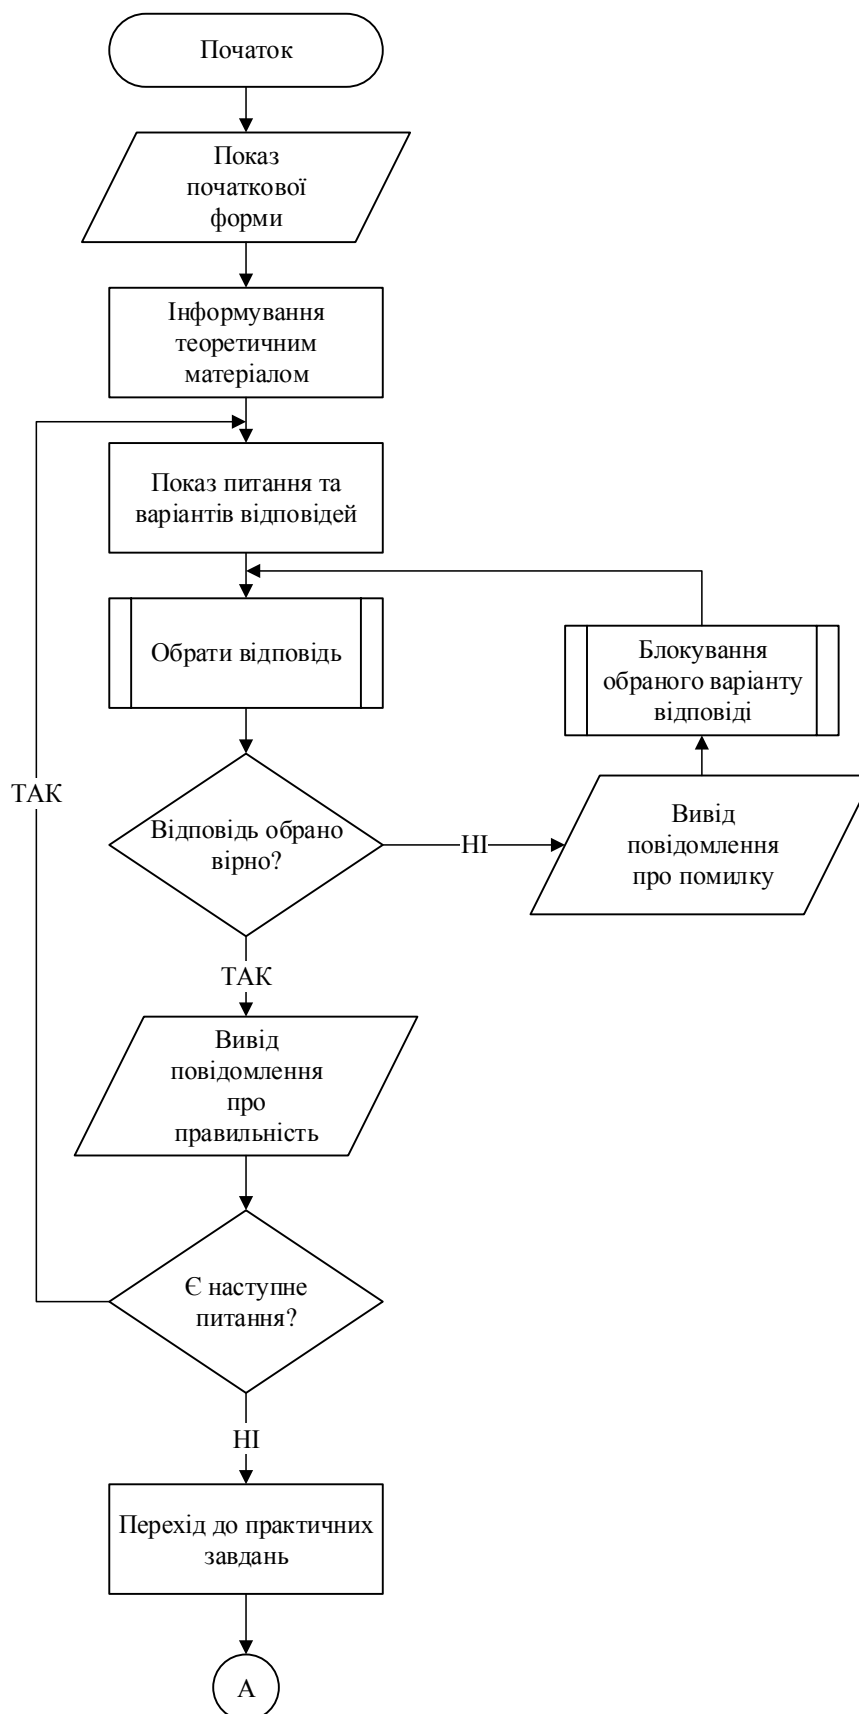 Початок
Показ
початкової
форми
Інформування
теоретичним
матеріалом
Показ питання та
варіантів відповідей
Обрати відповідь
Блокування
обраного варіанту
відповіді
ТАК
Відповідь обрано
вірно?
НІ
Вивід
повідомлення
про помилку
ТАК
Вивід
повідомлення
про
правильність
Є наступне
питання?
НІ
Перехід до практичних
завдань
А